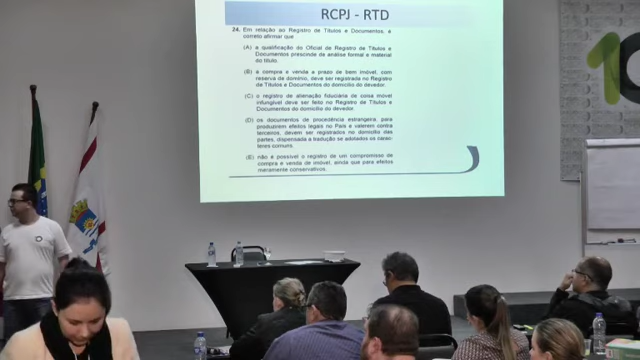 RCPJ - RTD
24. Em relação ao Registro de Títulos e Documentos, é
correto afirmar que
(A) a qualificação do Oficial de Registro de Títulos e
Documentos prescinde de análise formal e material
do título.
(B) a compra e venda a prazo de bem imóvel, com
reserva de domínio, deve ser registrada no Registro
de Títulos e Documentos do domicílio do devedor.
(C) o registro de alienação fiduciária de coisa imóvel
infungível deve ser feito no Registro de Títulos e
Documentos do domicílio do devedor.
(D) os documentos de procedência estrangeira, para
produzirem efeitos legais no País e valerem contra
terceiros, devem ser registrados no domicílio das
partes, dispensada a tradução se adotados os carac-
teres comuns.
(E) não é possível o registro de um compromisso de
compra e venda de imóvel, ainda que para efeitos
meramente conservativos.